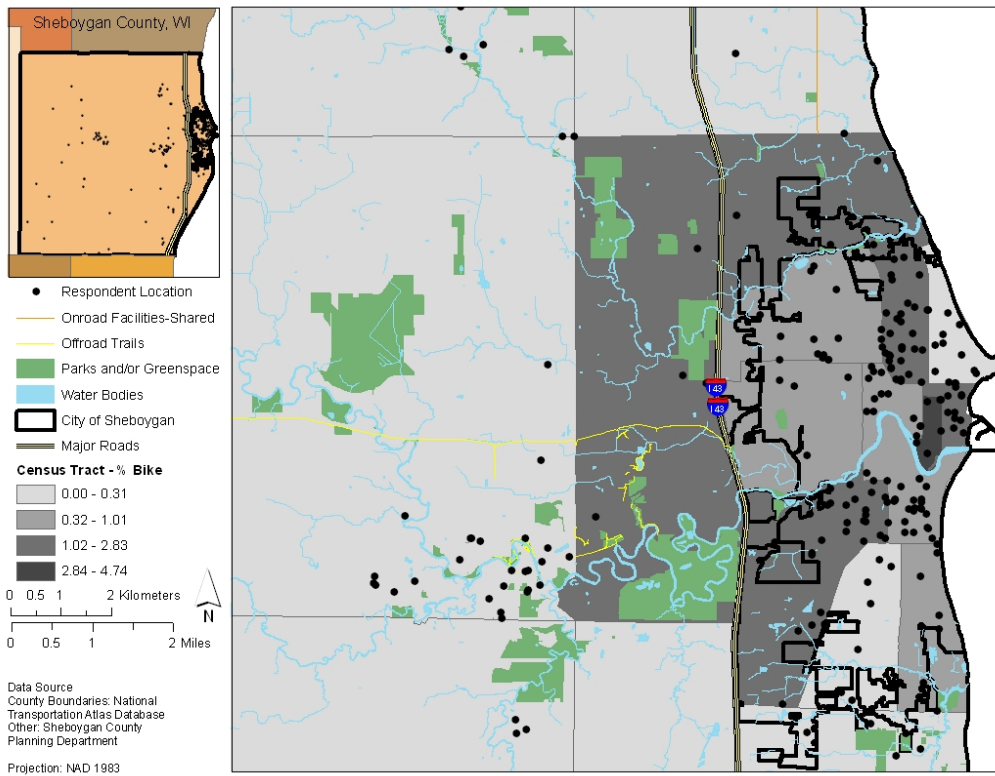 Sheboygan County, WI
Respondent Location
Onroad Facilities-Shared
Offroad Trails
Parks and/or Greenspace
Water Bodies
City of Sheboygan
Major Roads
Census Tract - % Bike
0.00 - 0.31
0.32 - 1.01
1.02 - 2.83
2.84 - 4.74
0 0.5 1 2 Kilometers
N
0 0.5 1 2 Miles
Data Source
County Boundaries: National
Transportation Atlas Database
Other: Sheboygan County
Planning Department
Projection: NAD 1983
I 43
I 43